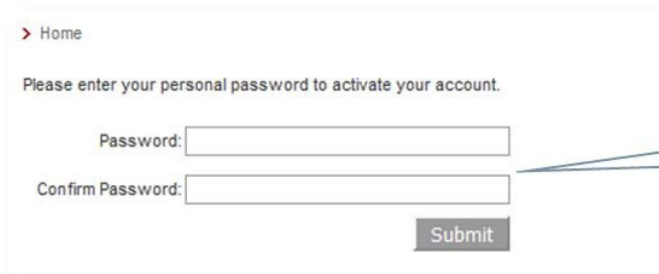 > Home
Please enter your personal password to activate your account.
Password:
Confirm Password:
Submit